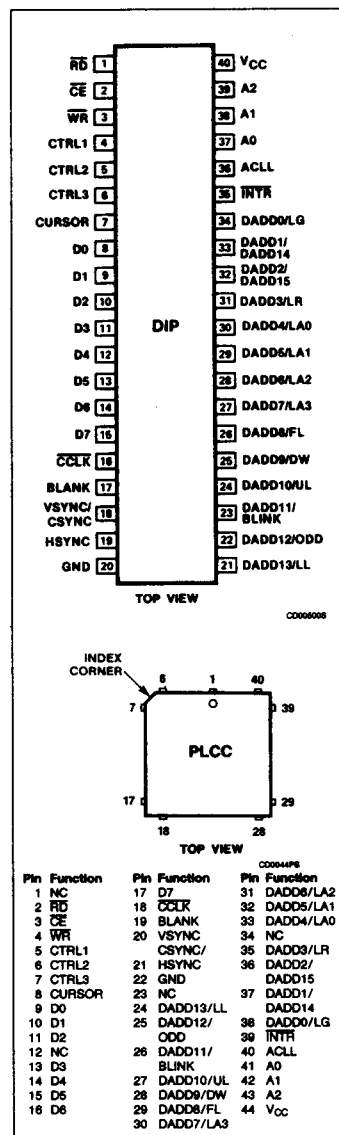 RD 1 40 VCC
CE 2 39 A2
WR 3 38 A1
CTRL1 4 37 A0
CTRL2 5 36 ACLL
CTRL3 6 35 INTR
CURSOR 7 34 DADD0/LG
D0 8 33 DADD1/
DADD14
D1 9 32 DADD2/
DADD15
D2 10 31 DADD3/LR
D3 11 DIP 30 DADD4/LA0
D4 12 29 DADD5/LA1
D5 13 28 DADD6/LA2
D6 14 27 DADD7/LA3
D7 15 26 DADD8/FL
CCLK 16 25 DADD9/DW
BLANK 17 24 DADD10/UL
VSYNC/
CSYNC 18 23 DADD11/
BLINK
HSYNC 19 22 DADD12/ODD
GND 20 21 DADD13/LL
TOP VIEW
CD00500S
INDEX
CORNER
6 1 40
7 39
PLCC
17 29
18 28
TOP VIEW
CD0044PS
Pin Function
1 NC
2 RD
3 CE
4 WR
5 CTRL1
6 CTRL2
7 CTRL3
8 CURSOR
9 D0
10 D1
11 D2
12 NC
13 D3
14 D4
15 D5
16 D6
Pin Function
17 D7
18 CCLK
19 BLANK
20 VSYNC
CSYNC/
21 HSYNC
22 GND
23 NC
24 DADD13/LL
25 DADD12/
ODD
26 DADD11/
BLINK
27 DADD10/UL
28 DADD9/DW
29 DADD8/FL
30 DADD7/LA3
Pin Function
31 DADD6/LA2
32 DADD5/LA1
33 DADD4/LA0
34 NC
35 DADD3/LR
36 DADD2/
DADD15
37 DADD1/
DADD14
38 DADD0/LG
39 INTR
40 ACLL
41 A0
42 A1
43 A2
44 VCC